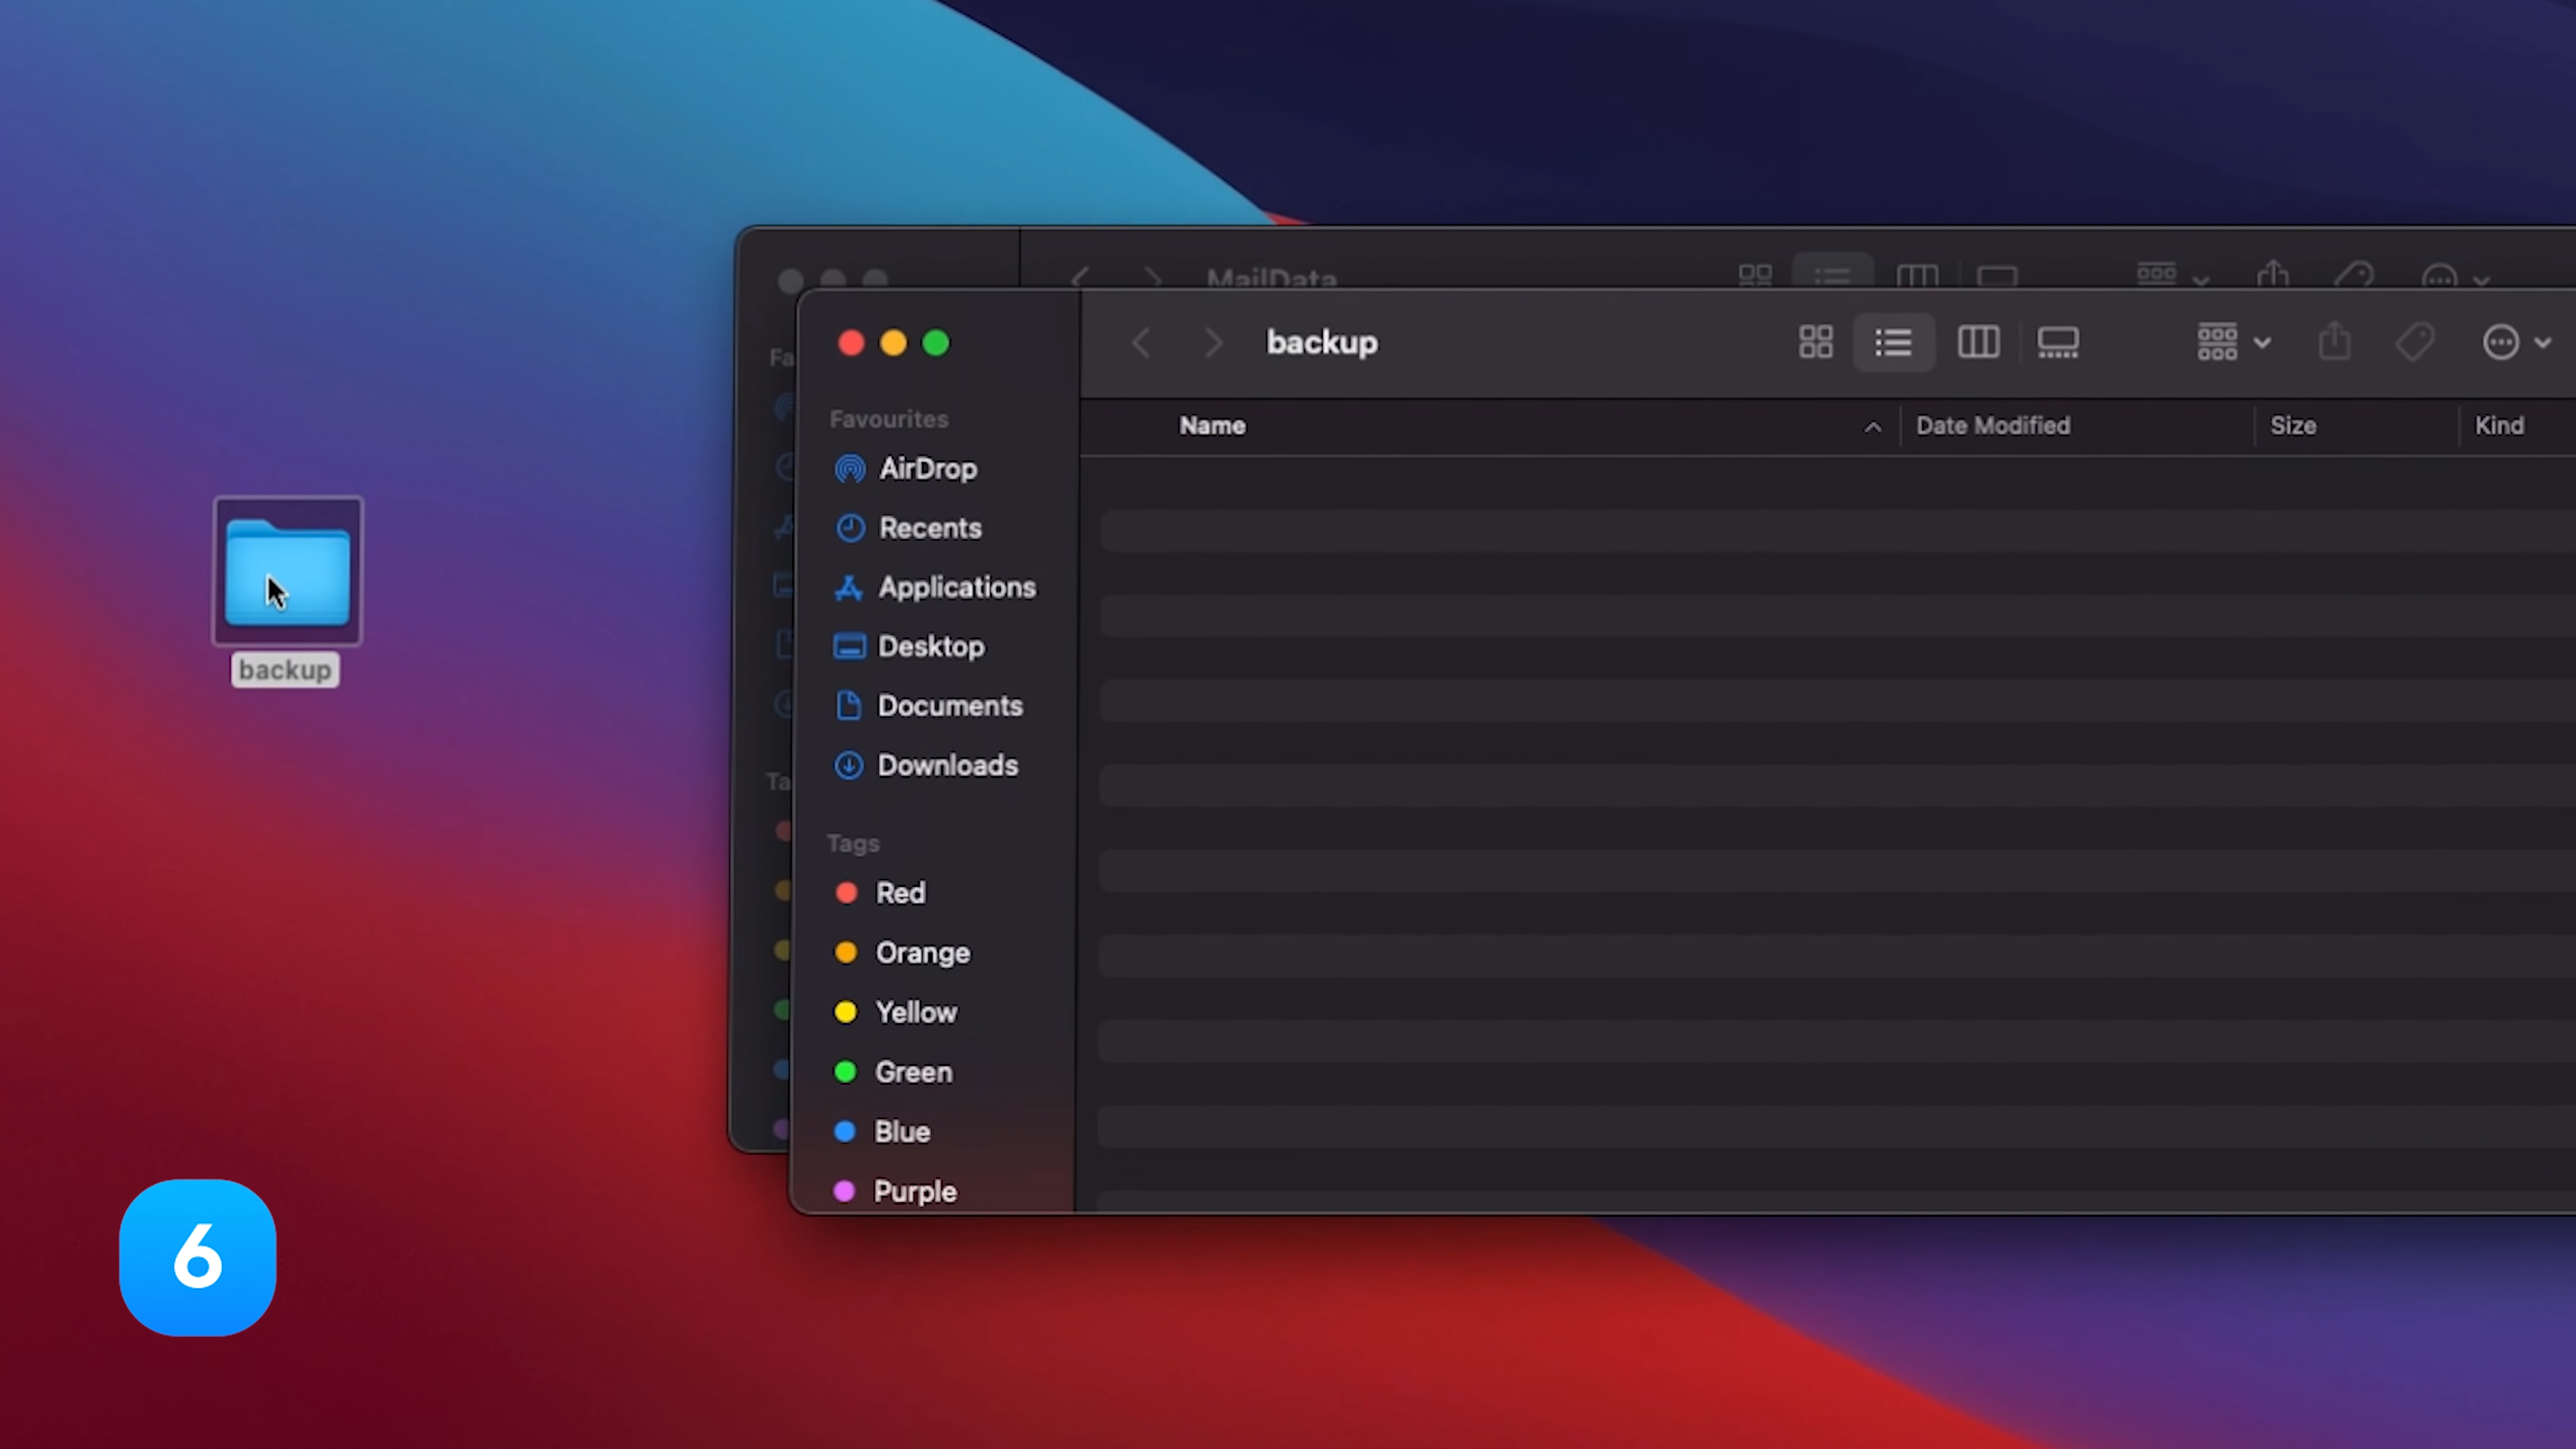 MailData
backup
Name
Date Modified
Size
Kind
Fa
Favourites
AirDrop
Recents
Applications
Desktop
Documents
Downloads
Ta
Tags
Red
Orange
Yellow
Green
Blue
Purple
backup
6